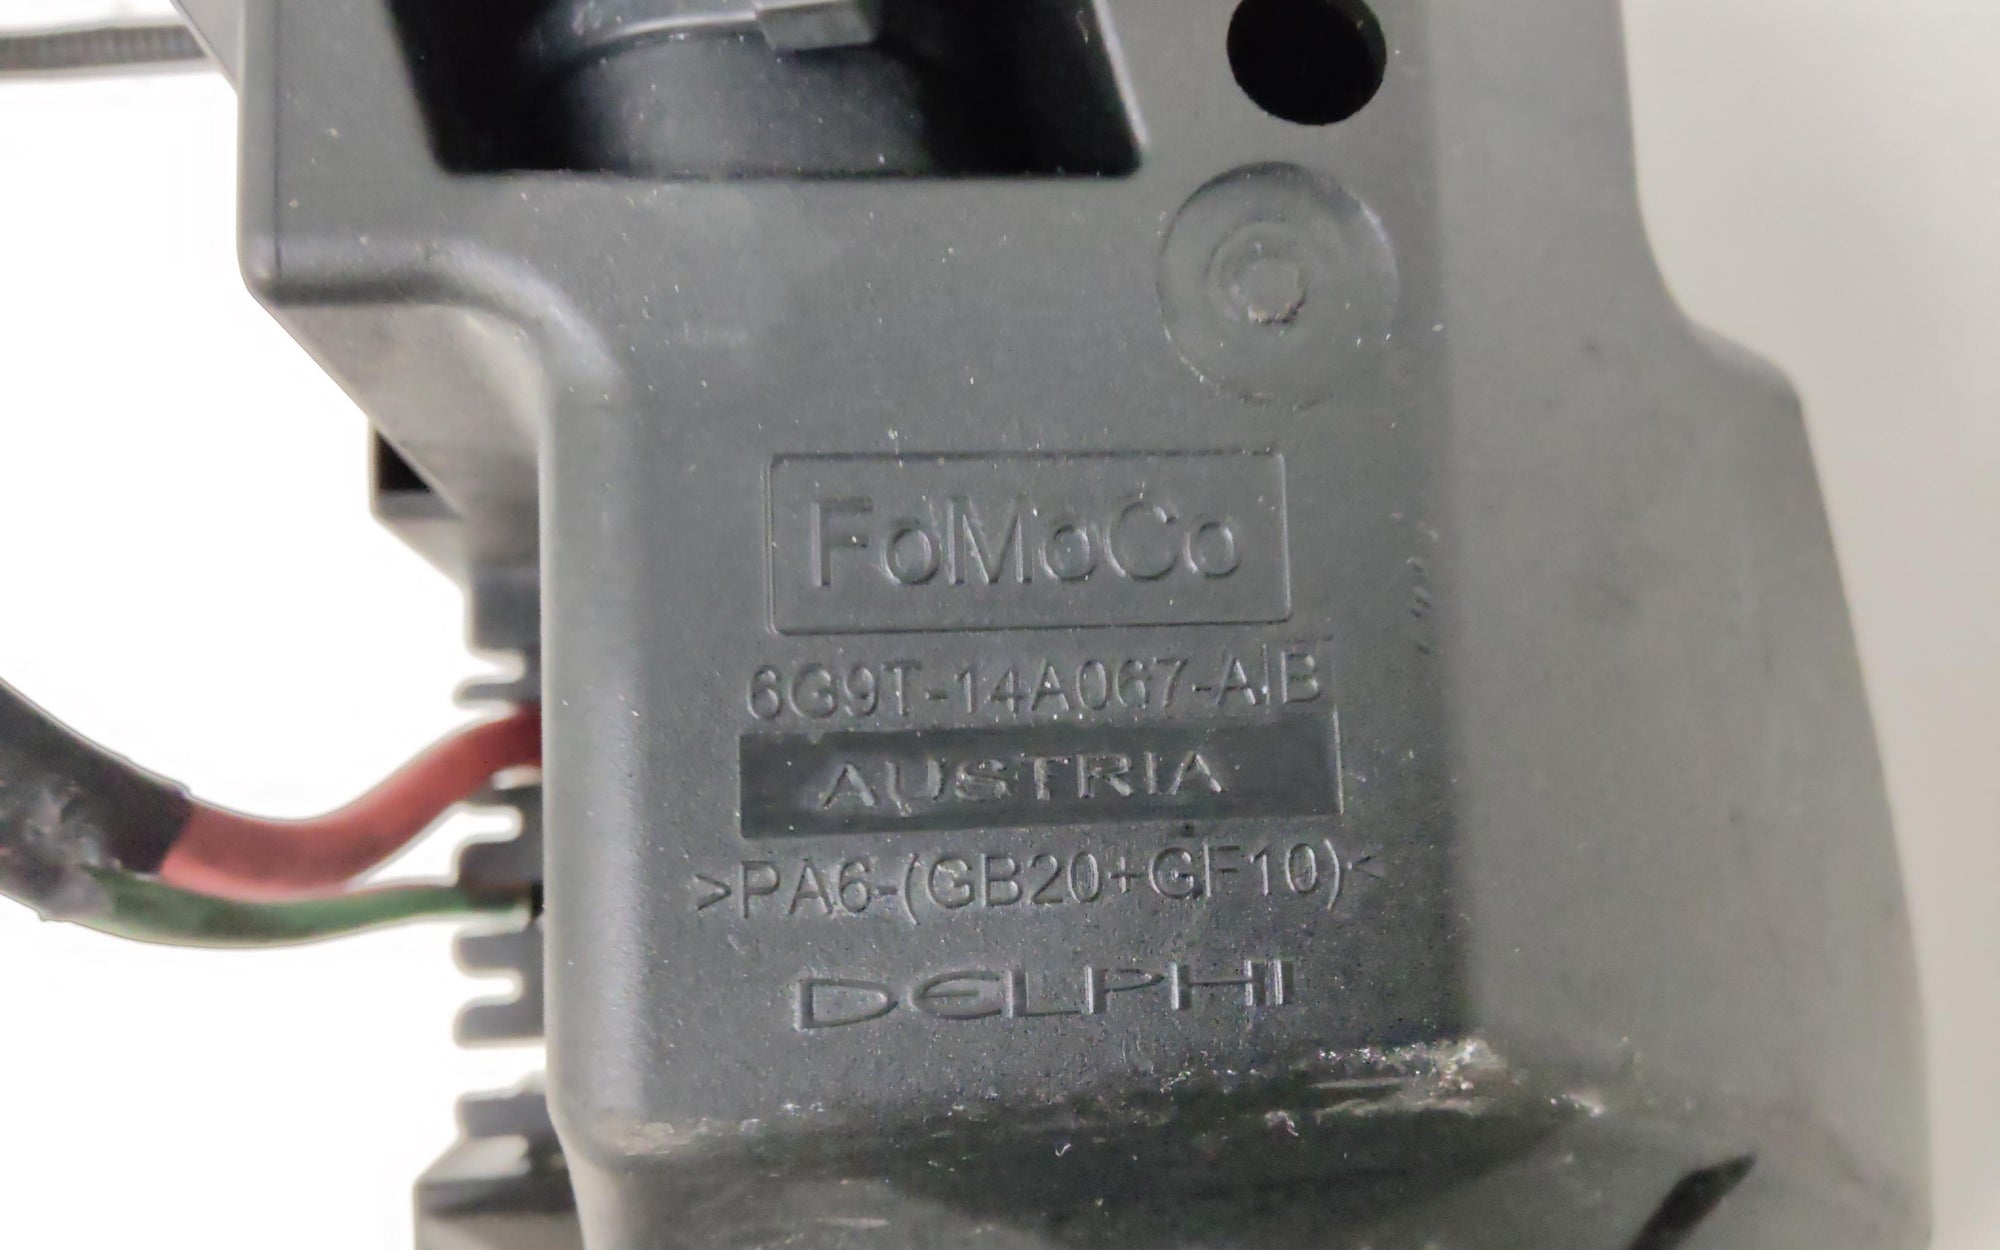 FoMoCo
6G9T-14A067-AB
AUSTRIA
>PA6-(GB20+GF10)<
DELPHI